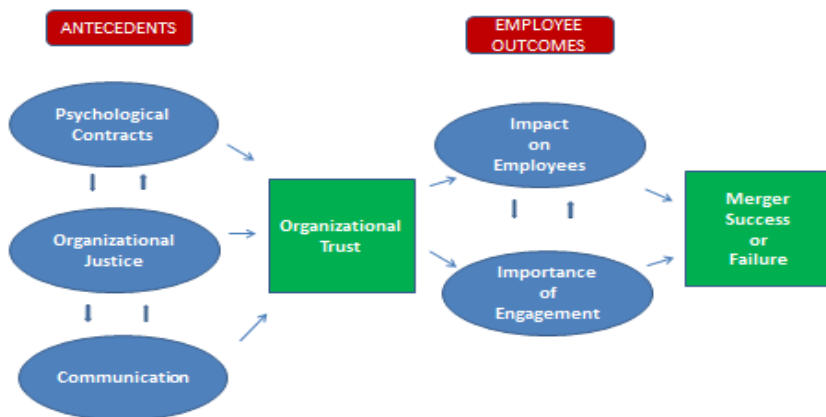 ANTECEDENTS
EMPLOYEE
OUTCOMES
Psychological
Contracts
Impact
on
Employees
Organizational
Justice
Organizational
Trust
Merger
Success
or
Failure
Importance
of
Engagement
Communication